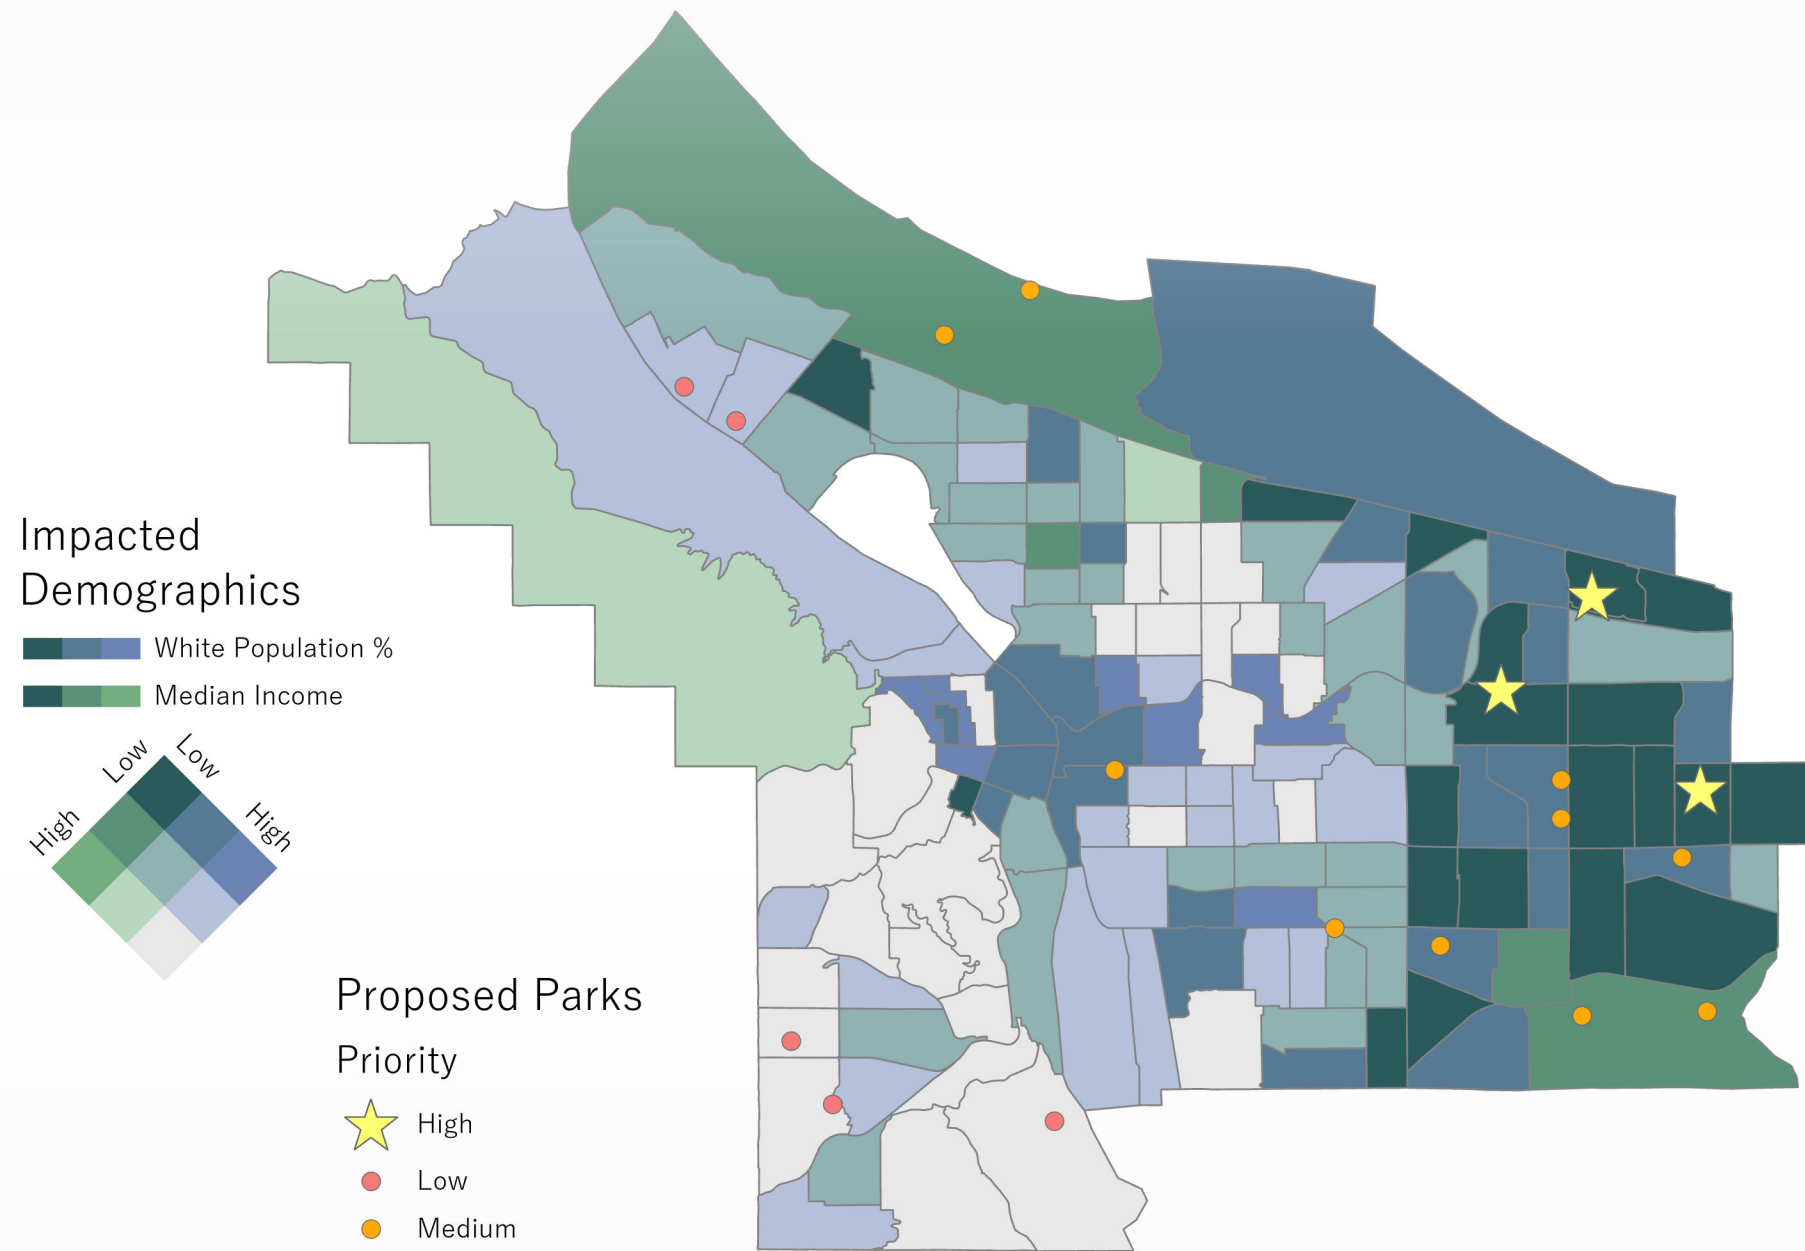 Impacted
Demographics
White Population %
Median Income
Low
Low
High
High
Proposed Parks
Priority
High
Low
Medium